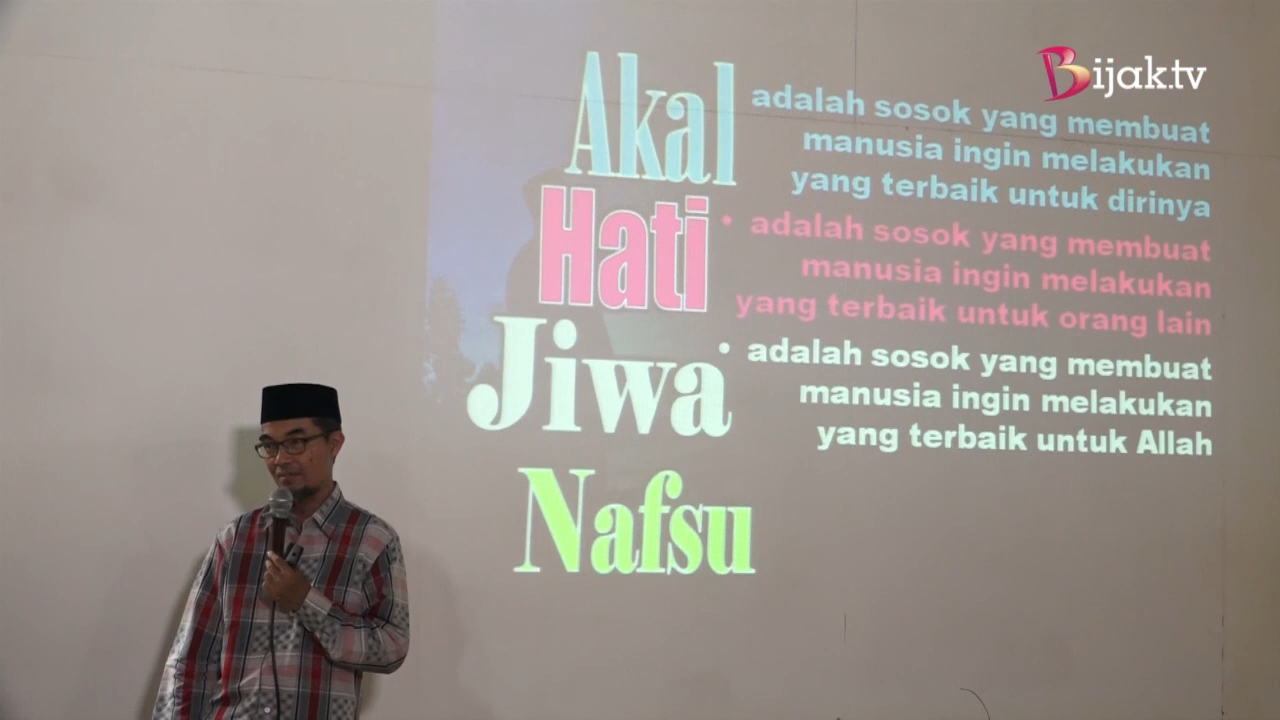 Bijak.tv
Akal
adalah sosok yang membuat
manusia ingin melakukan
yang terbaik untuk dirinya
Hati
• adalah sosok yang membuat
manusia ingin melakukan
yang terbaik untuk orang lain
Jiwa
• adalah sosok yang membuat
manusia ingin melakukan
yang terbaik untuk Allah
Nafsu